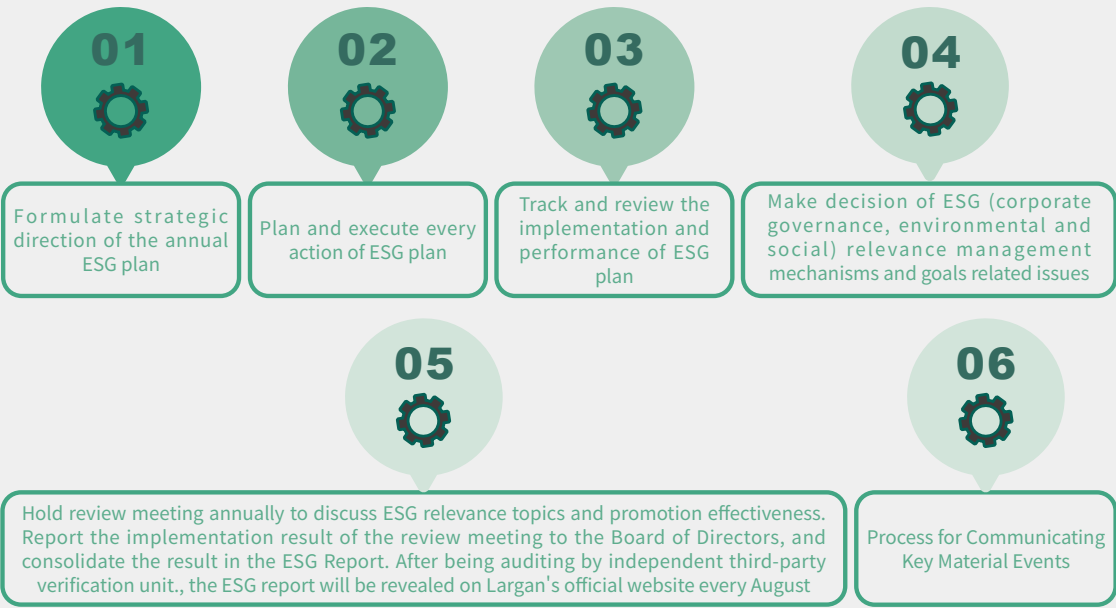 01
Formulate strategic
direction of the annual
ESG plan
02
Plan and execute every
action of ESG plan
03
Track and review the
implementation and
performance of ESG
plan
04
Make decision of ESG (corporate
governance, environmental and
social) relevance management
mechanisms and goals related issues
05
Hold review meeting annually to discuss ESG relevance topics and promotion effectiveness.
Report the implementation result of the review meeting to the Board of Directors, and
consolidate the result in the ESG Report. After being auditing by independent third-party
verification unit., the ESG report will be revealed on Largan's official website every August
06
Process for Communicating
Key Material Events